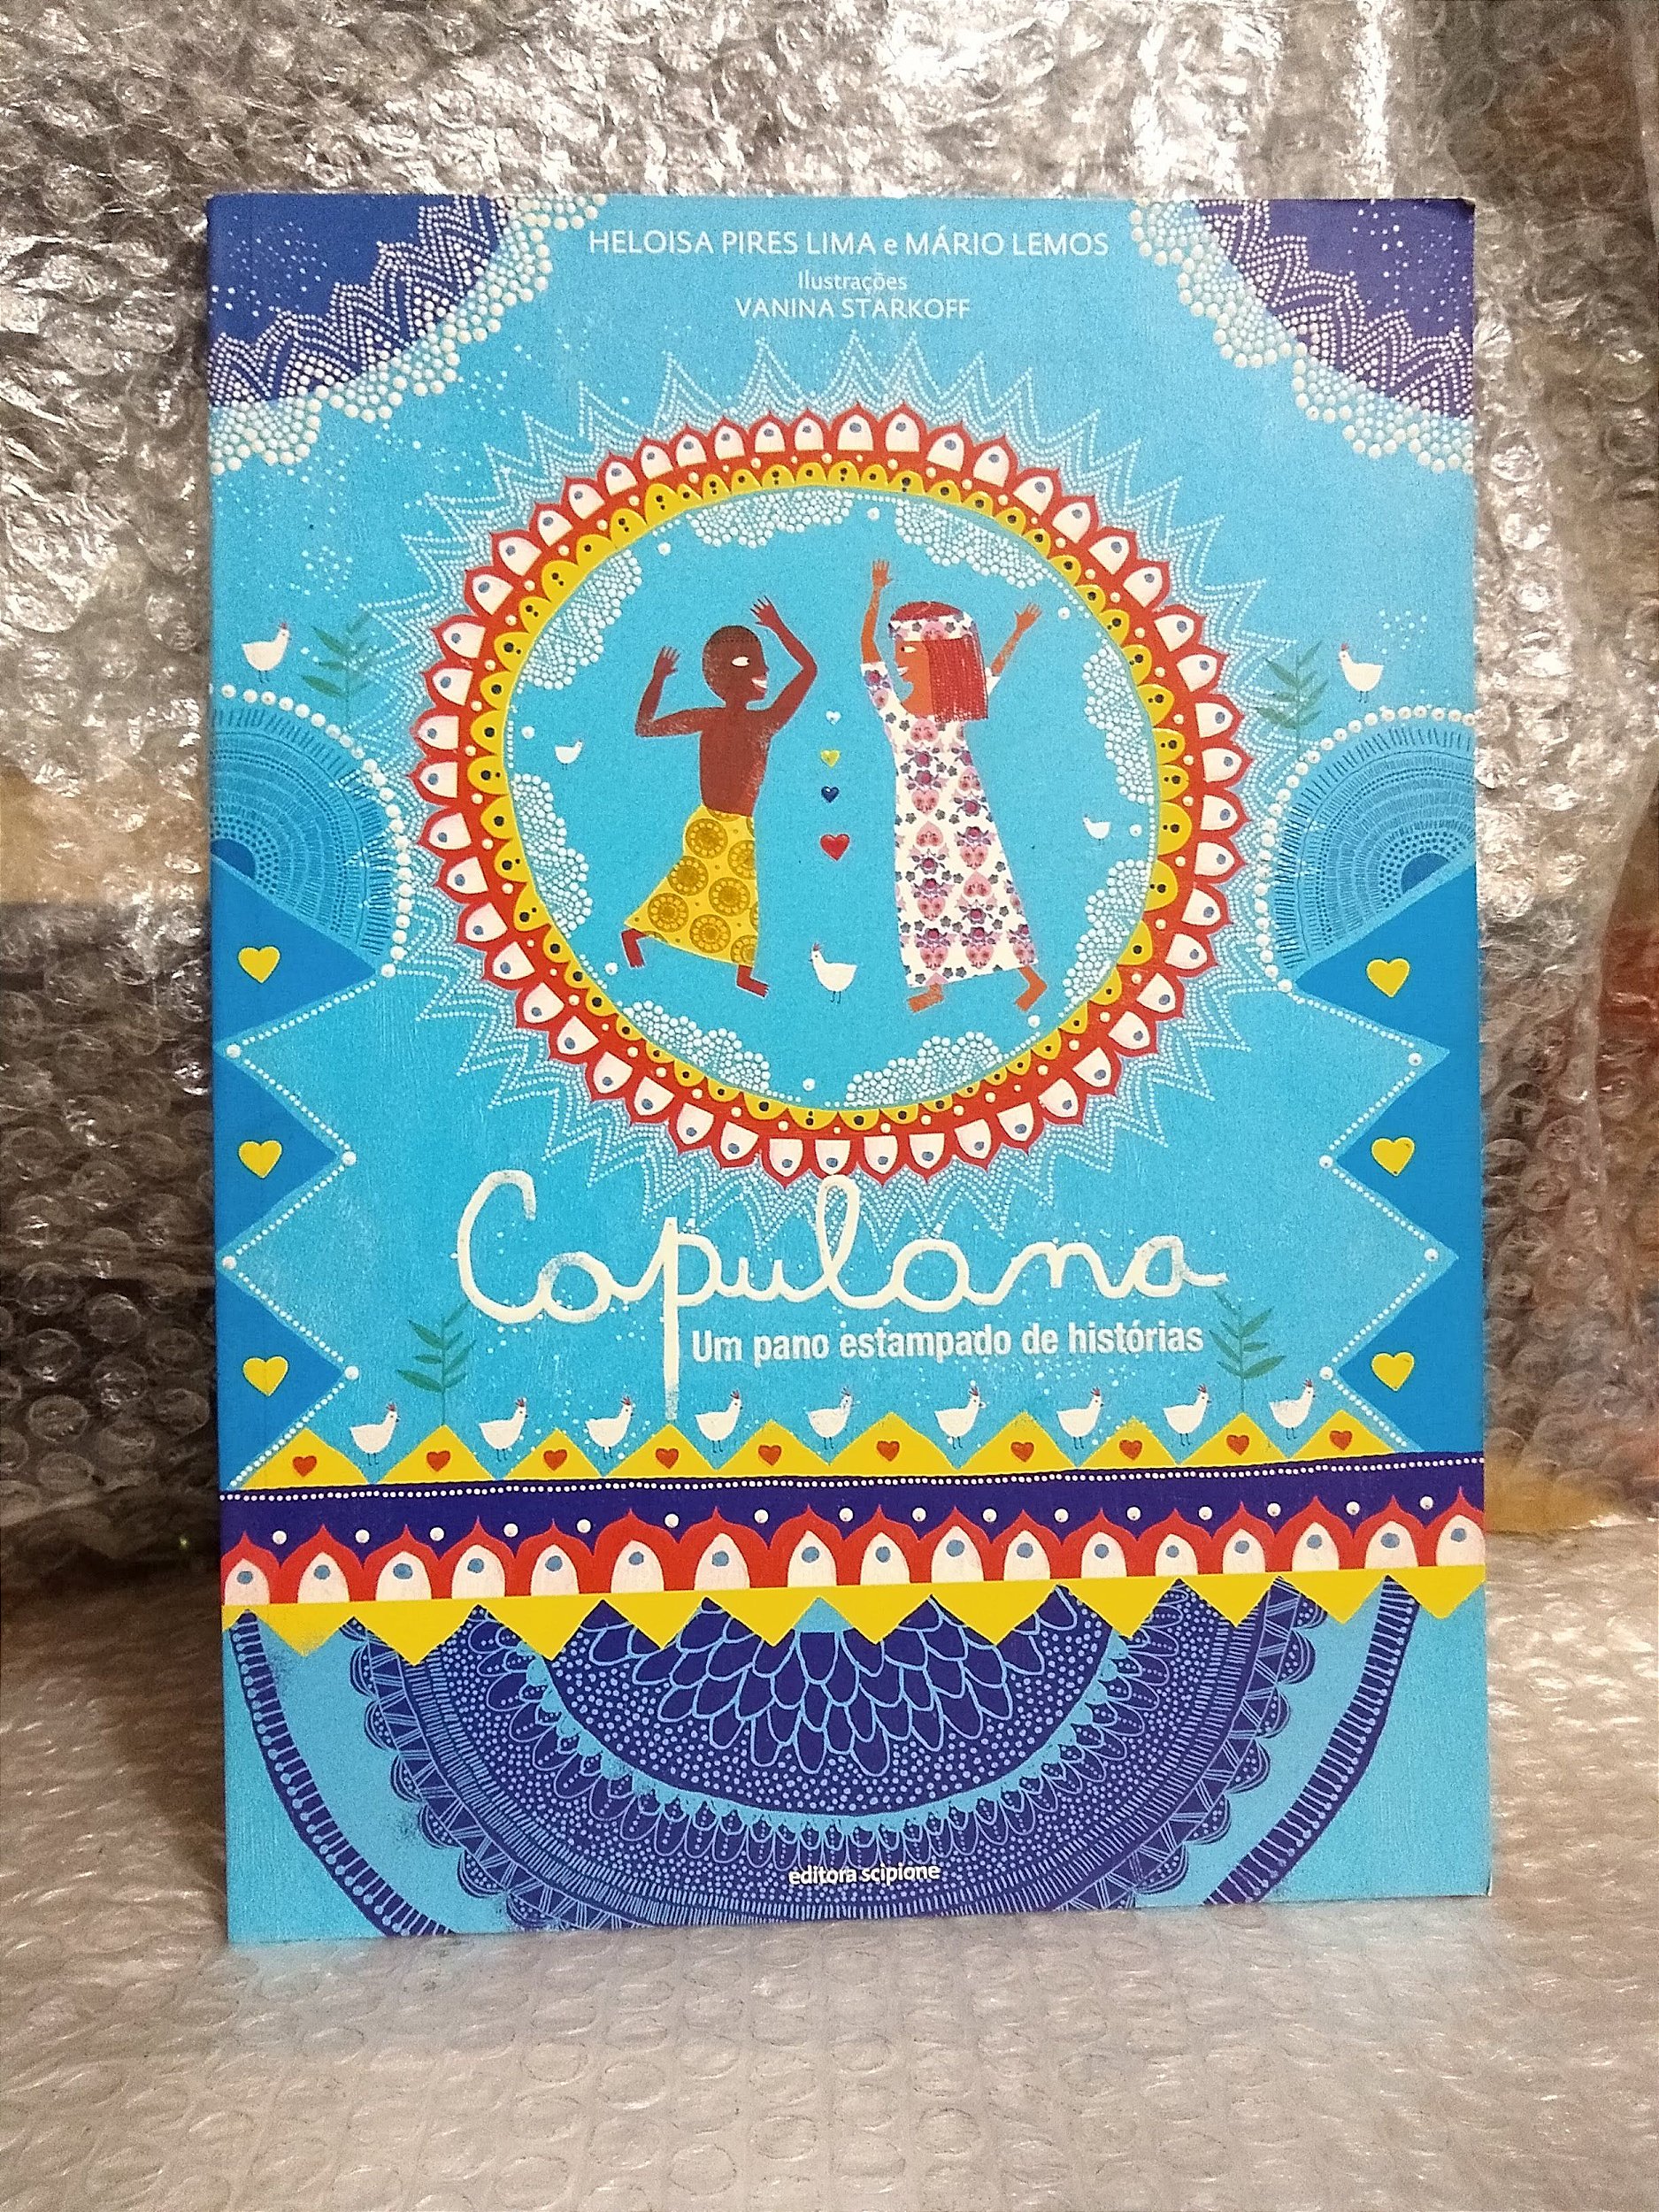 HELOISA PIRES LIMA e MÁRIO LEMOS
Ilustrações
VANINA STARKOFF
Capulana
Um pano estampado de histórias
editora scipione